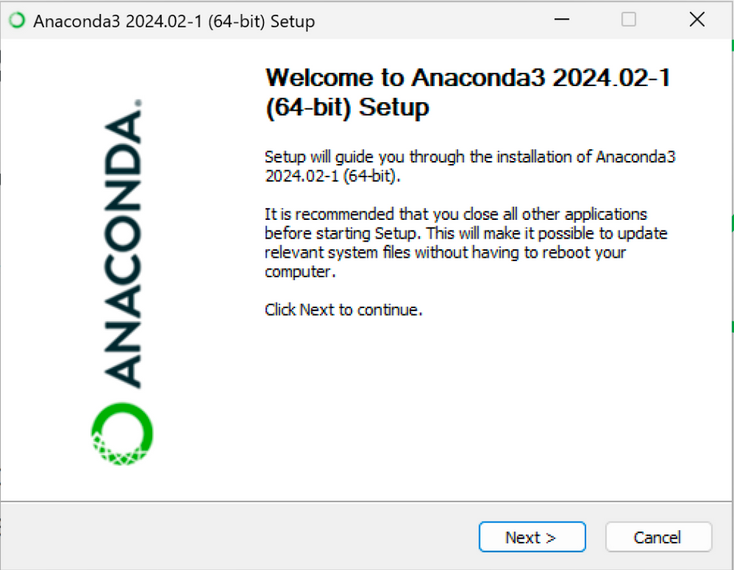 Anaconda3 2024.02-1 (64-bit) Setup
ANACONDA.
Welcome to Anaconda3 2024.02-1
(64-bit) Setup
Setup will guide you through the installation of Anaconda3
2024.02-1 (64-bit).
It is recommended that you close all other applications
before starting Setup. This will make it possible to update
relevant system files without having to reboot your
computer.
Click Next to continue.
Next >
Cancel